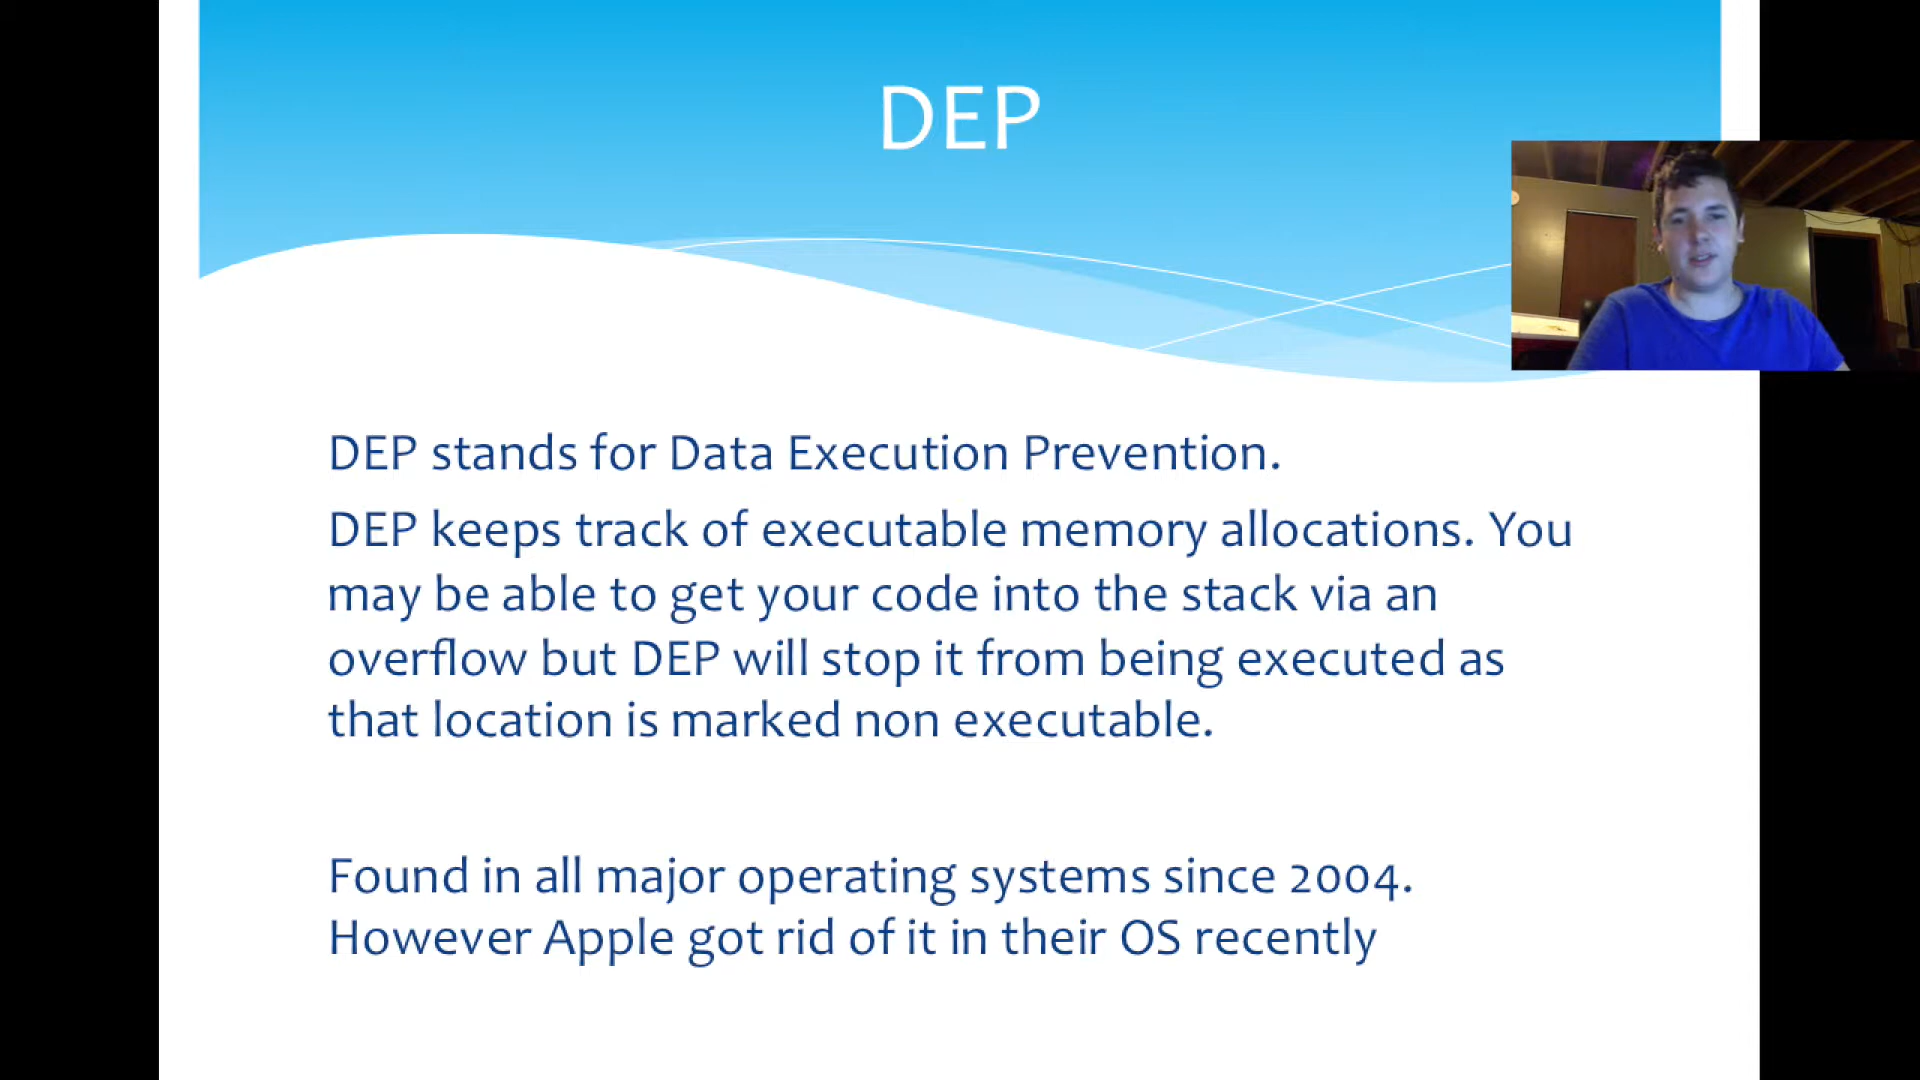 DEP
DEP stands for Data Execution Prevention.
DEP keeps track of executable memory allocations. You
may be able to get your code into the stack via an
overflow but DEP will stop it from being executed as
that location is marked non executable.
Found in all major operating systems since 2004.
However Apple got rid of it in their OS recently